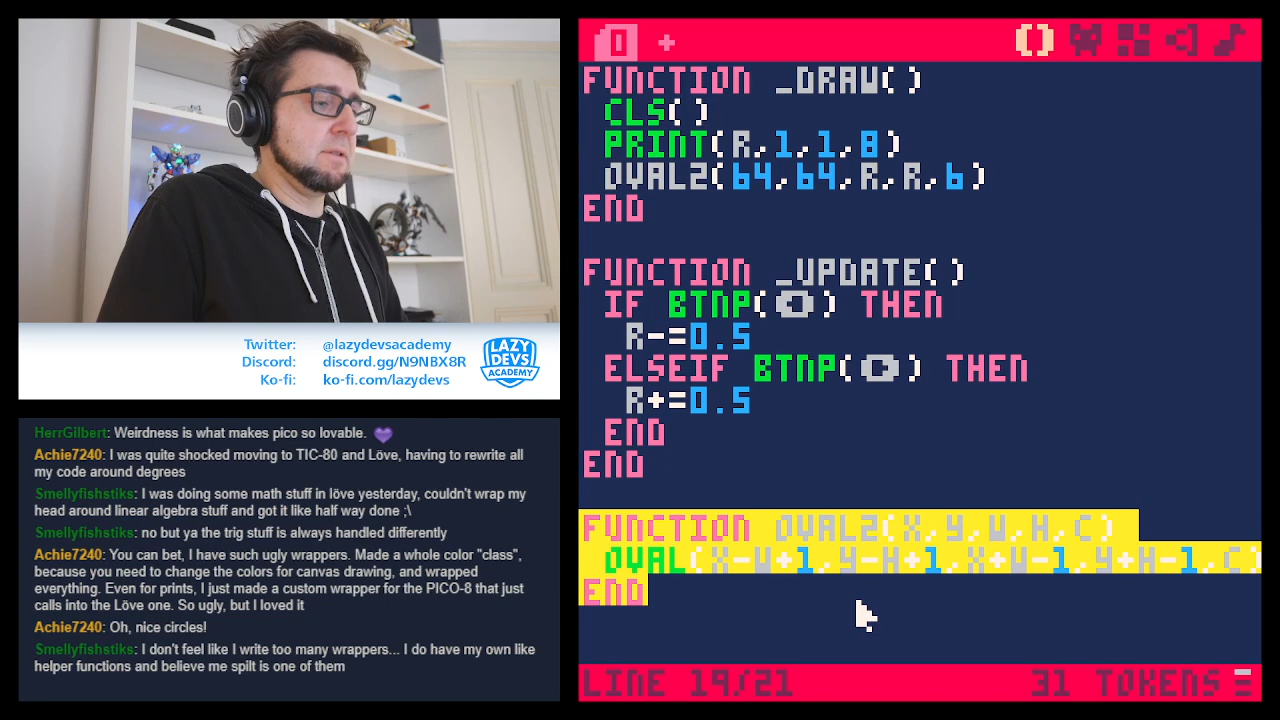 Twitter: @lazydevsacademy
Discord: discord.gg/N9NBX8R
Ko-fi: ko-fi.com/lazydevs
LAZY
DEVS
ACADEMY
HerrGilbert: Weirdness is what makes pico so lovable.
Achie7240: I was quite shocked moving to TIC-80 and Löve, having to rewrite all
my code around degrees
Smellyfishstiks: I was doing some math stuff in löve yesterday, couldn't wrap my
head around linear algebra stuff and got it like half way done ;\
Smellyfishstiks: no but ya the trig stuff is always handled differently
Achie7240: You can bet, I have such ugly wrappers. Made a whole color "class",
because you need to change the colors for canvas drawing, and wrapped
everything. Even for prints, I just made a custom wrapper for the PICO-8 that just
calls into the Löve one. So ugly, but I loved it
Achie7240: Oh, nice circles!
Smellyfishstiks: I don't feel like I write too many wrappers... I do have my own like
helper functions and believe me spilt is one of them
0 +
FUNCTION _DRAW()
CLS()
PRINT(R,1,1,8)
OVAL2(64,64,R,R,6)
END
FUNCTION _UPDATE()
IF BTNP(⬅️) THEN
R-=0.5
ELSEIF BTNP(➡️) THEN
R+=0.5
END
END
FUNCTION OVAL2(X,Y,W,H,C)
OVAL(X-W+1,Y-H+1,X+W-1,Y+H-1,C)
END
LINE 19/21 31 TOKENS